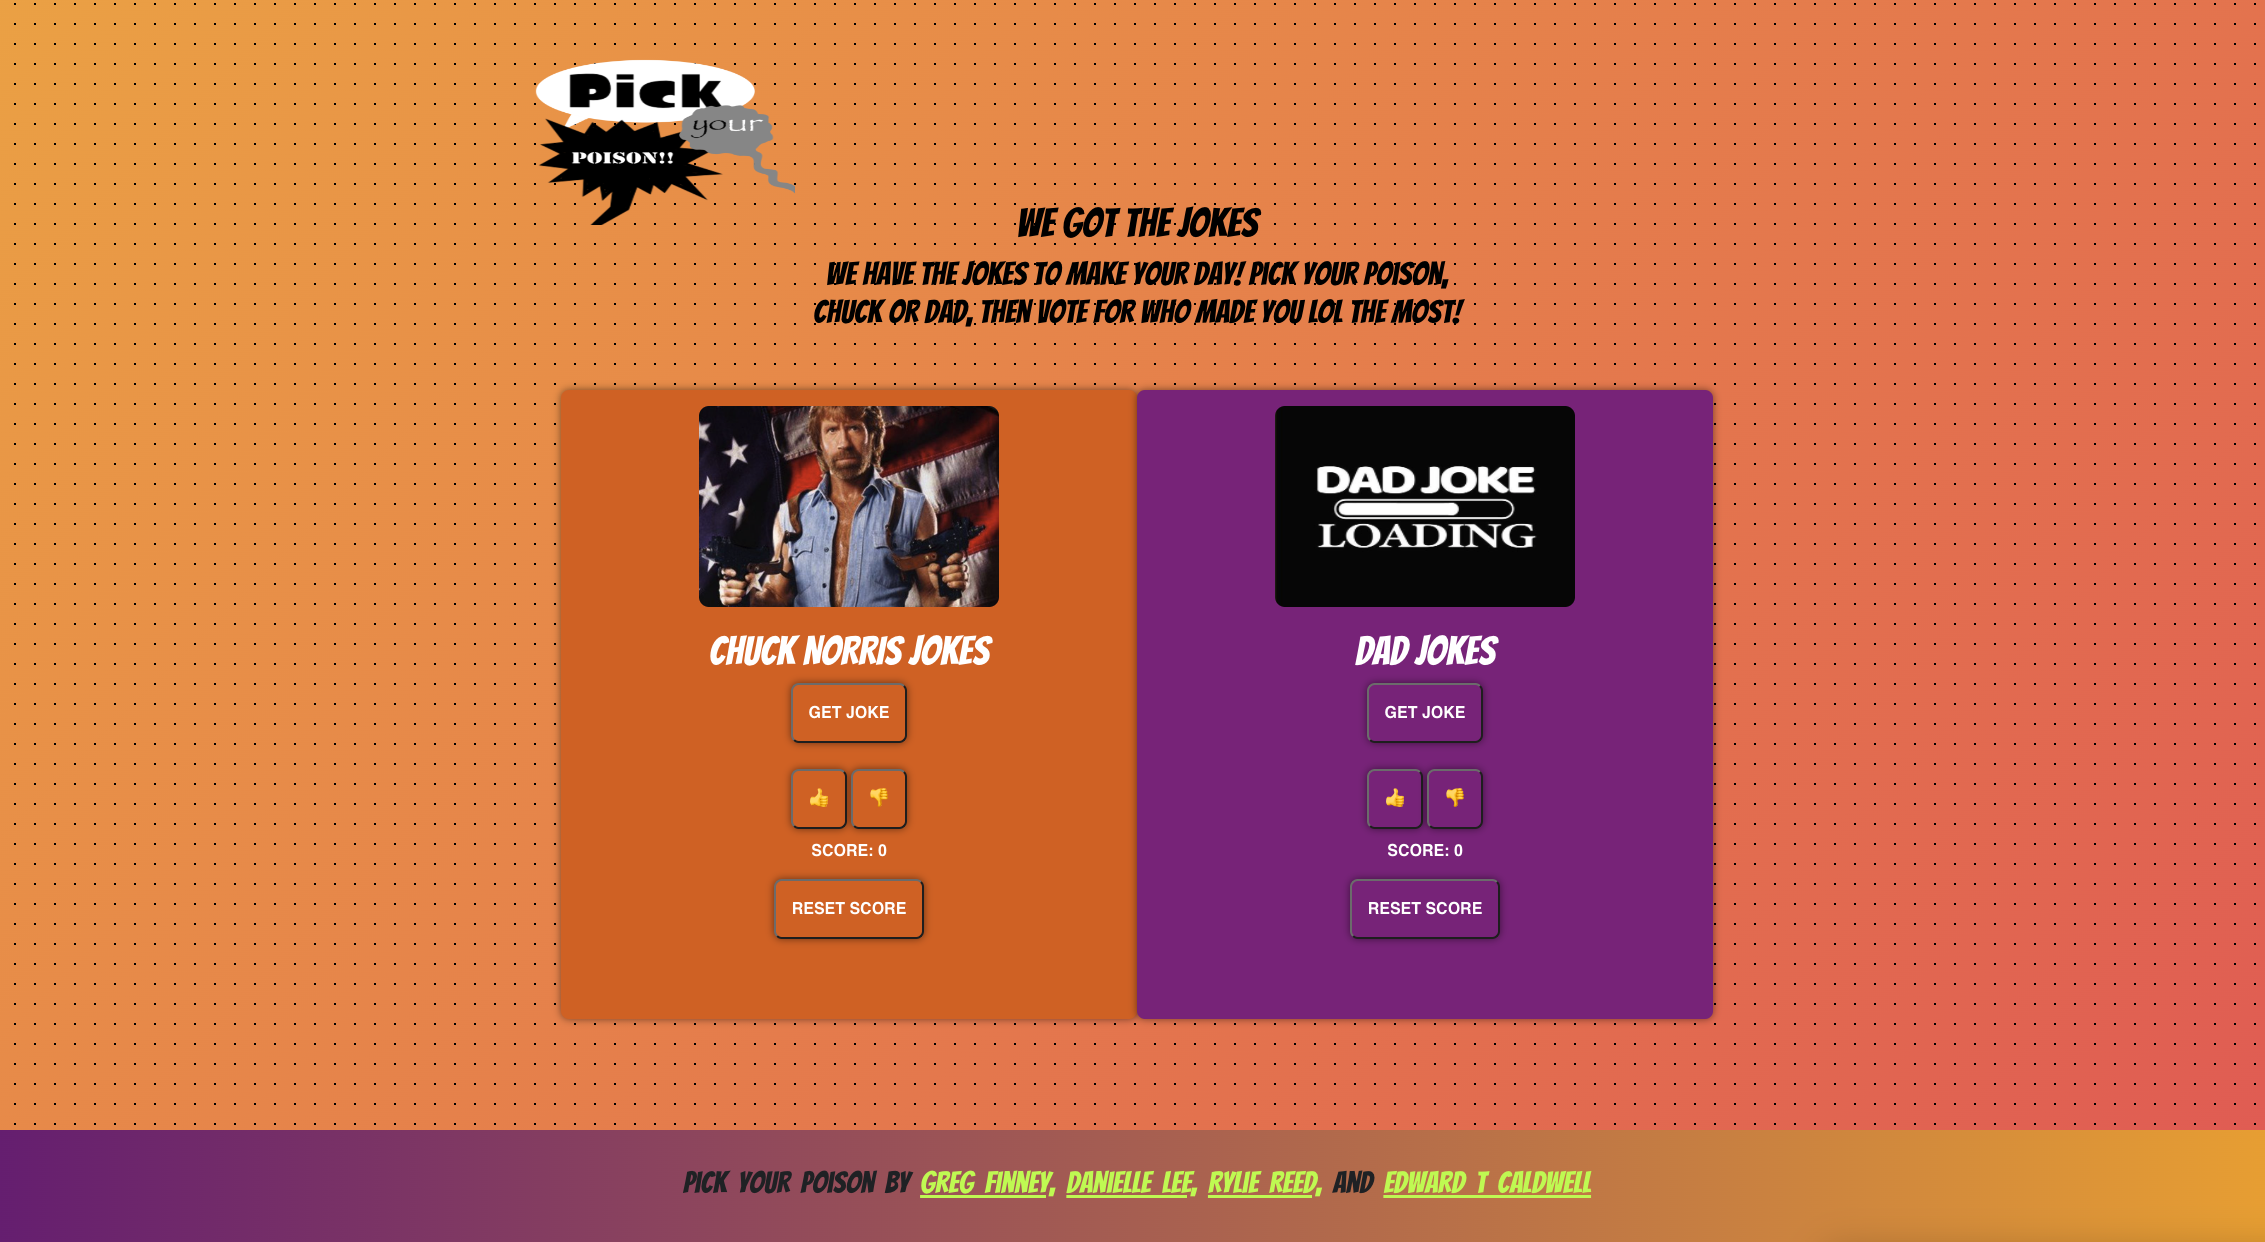 Pick
your
POISON!!
WE GOT THE JOKES
WE HAVE THE JOKES TO MAKE YOUR DAY! PICK YOUR POISON,
CHUCK OR DAD, THEN VOTE FOR WHO MADE YOU LOL THE MOST!
DAD JOKE
LOADING
CHUCK NORRIS JOKES
GET JOKE
👍 👎
SCORE: 0
RESET SCORE
DAD JOKES
GET JOKE
👍 👎
SCORE: 0
RESET SCORE
PICK YOUR POISON BY GREG FINNEY, DANIELLE LEE, RYLIE REED, AND EDWARD T CALDWELL